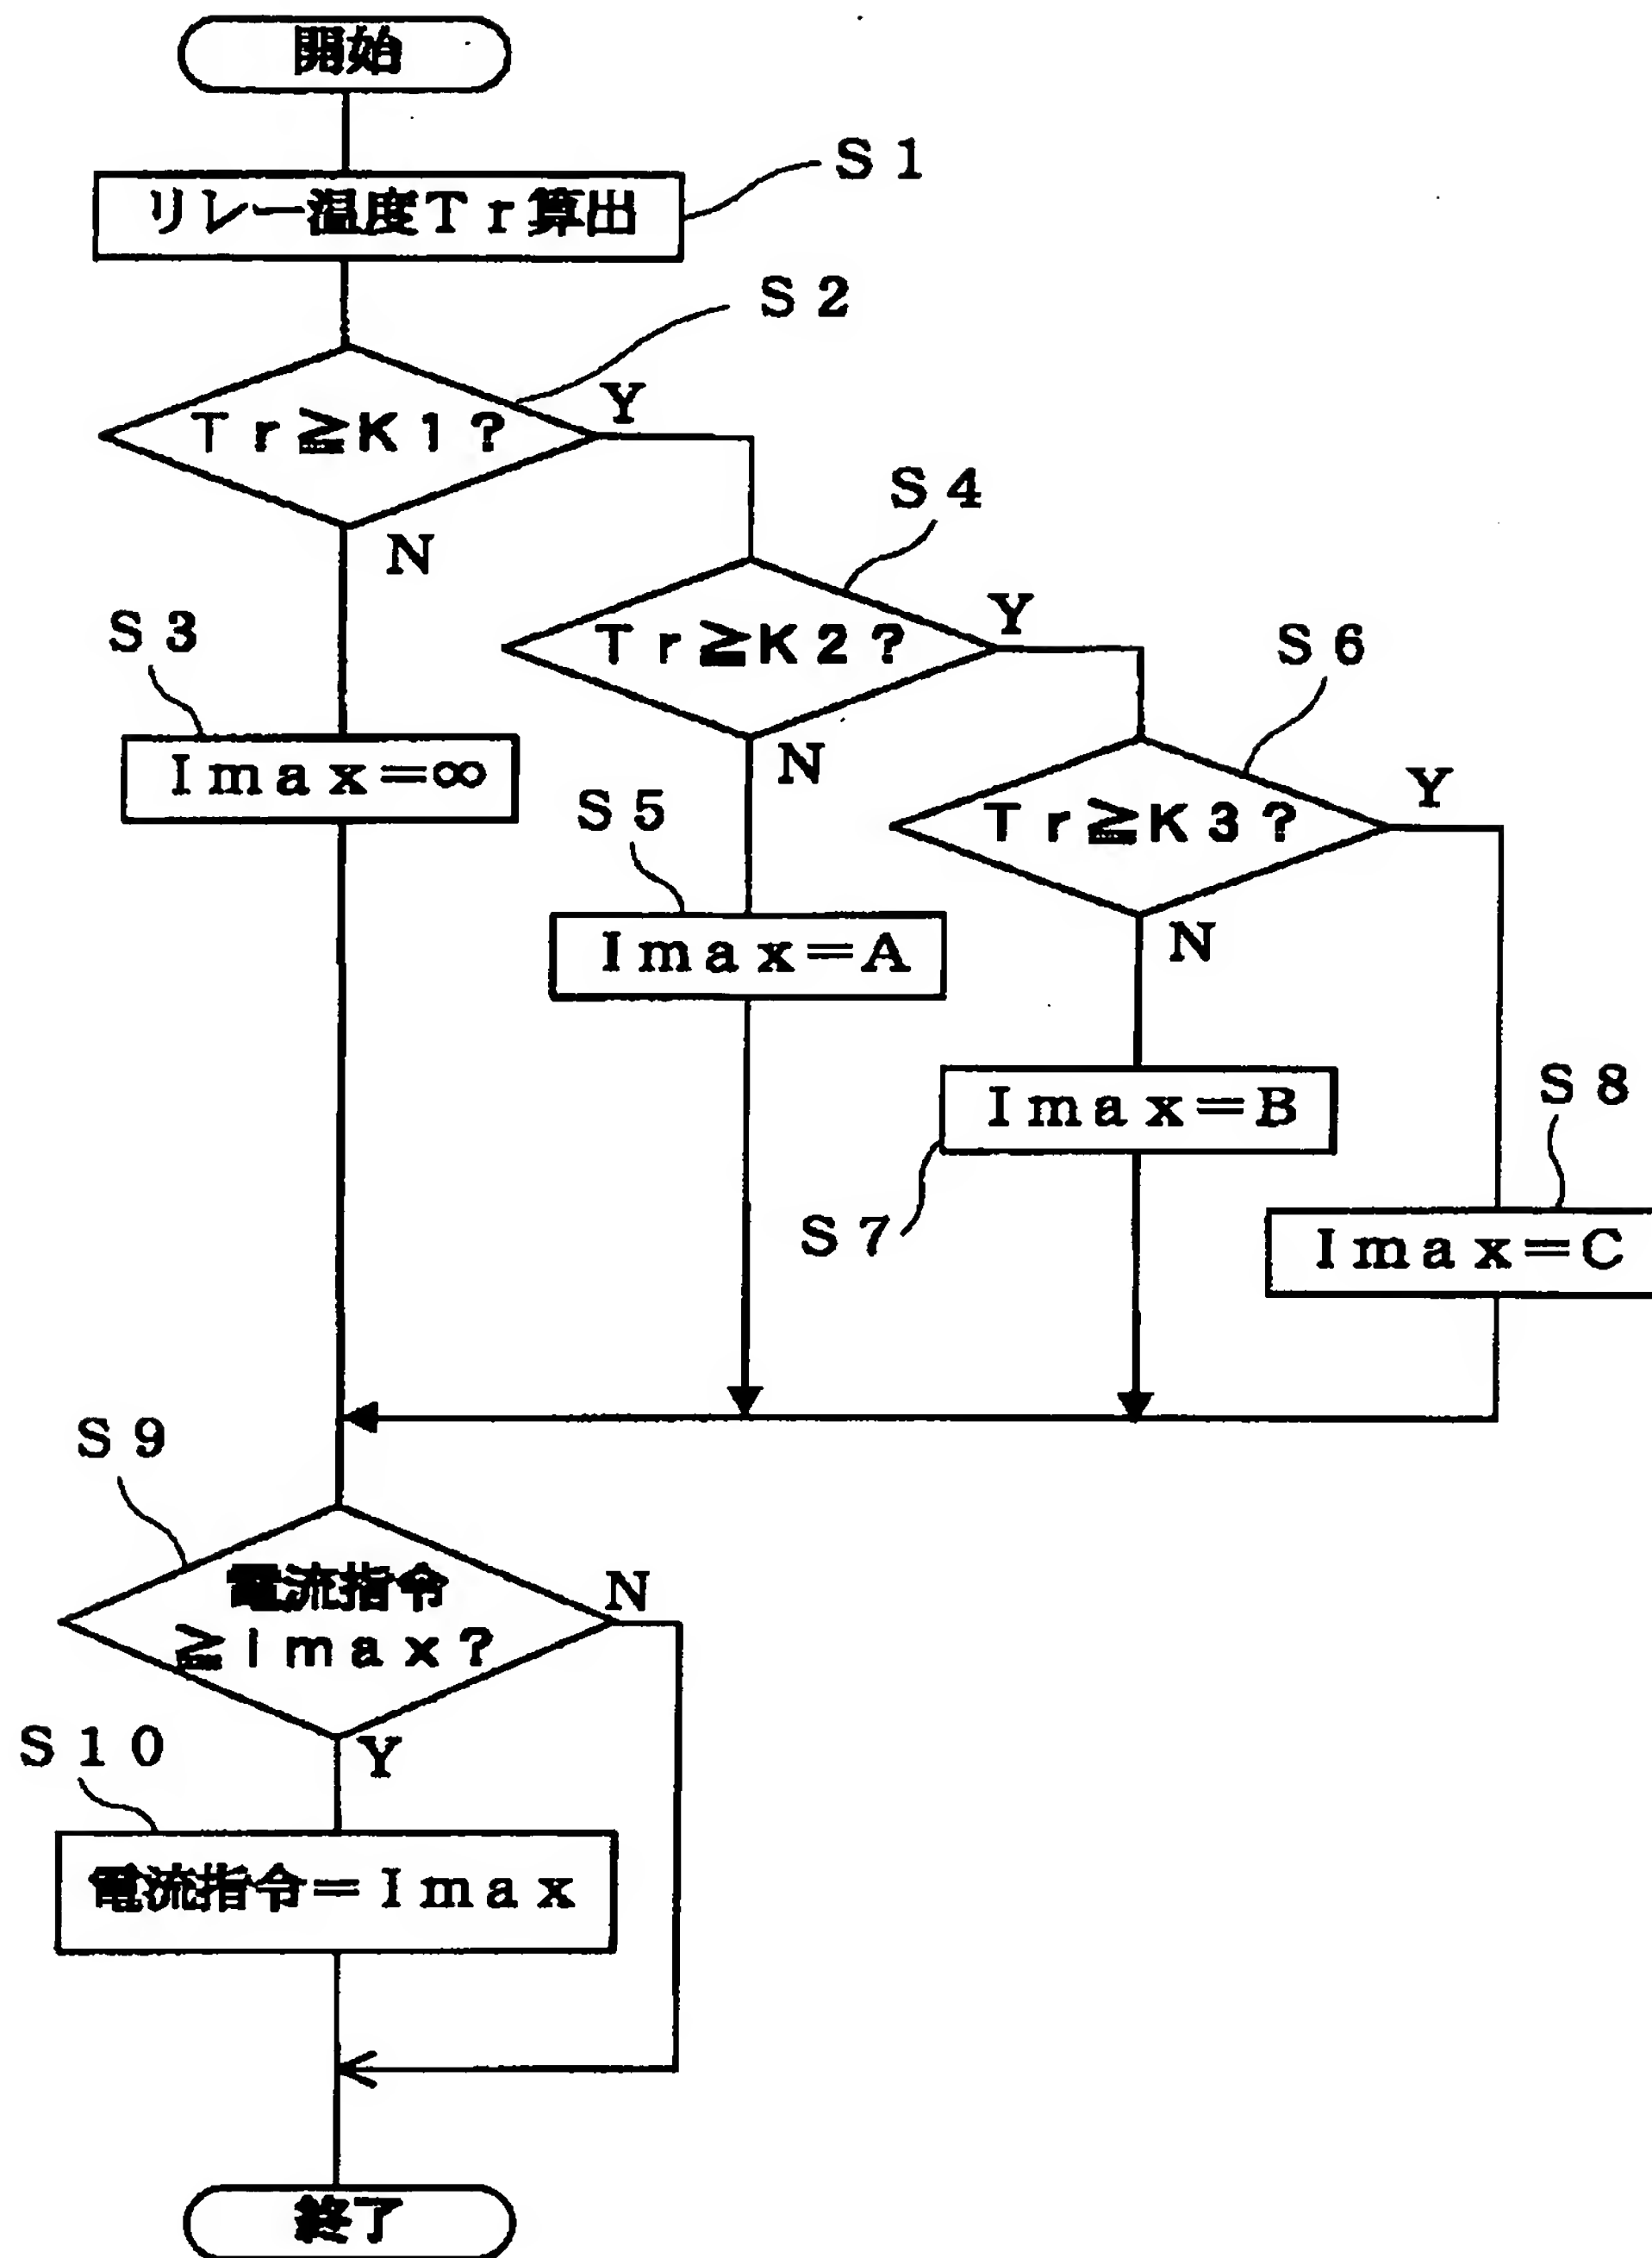 開始
リレー温度Tr算出
S1
S2
Tr≧K1?
Y
N
S3
Imax=∞
S4
Tr≧K2?
Y
N
S5
Imax=A
S6
Tr≧K3?
Y
N
Imax=B
S7
S8
Imax=C
S9
電流指令
≧Imax?
N
Y
S10
電流指令=Imax
終了